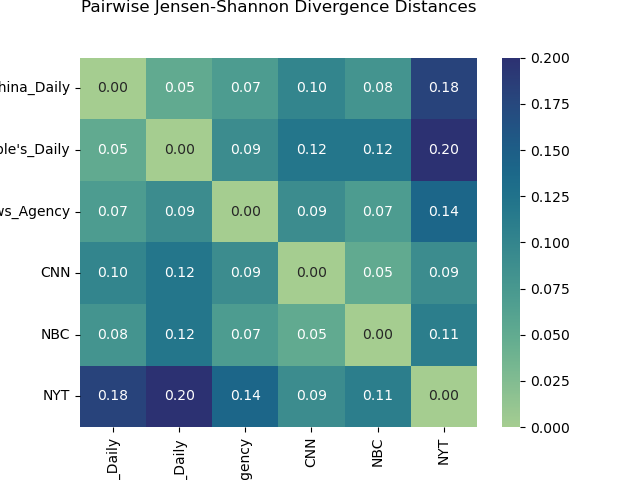 Pairwise Jensen-Shannon Divergence Distances
hina_Daily 0.00 0.05 0.07 0.10 0.08 0.18
ole's_Daily 0.05 0.00 0.09 0.12 0.12 0.20
ws_Agency 0.07 0.09 0.00 0.09 0.07 0.14
CNN 0.10 0.12 0.09 0.00 0.05 0.09
NBC 0.08 0.12 0.07 0.05 0.00 0.11
NYT 0.18 0.20 0.14 0.09 0.11 0.00
_Daily _Daily gency CNN NBC NYT
0.200
0.175
0.150
0.125
0.100
0.075
0.050
0.025
0.000